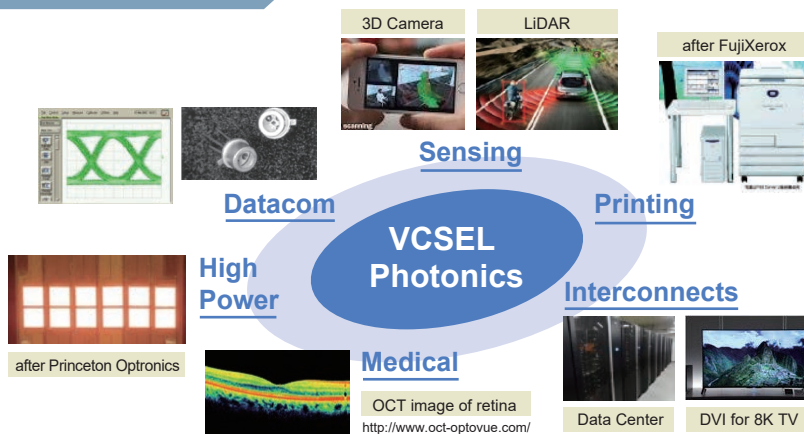 3D Camera
LiDAR
after FujiXerox
scanning
Sensing
Datacom
Printing
VCSEL
Photonics
High
Power
Interconnects
after Princeton Optronics
Medical
OCT image of retina
http://www.oct-optovue.com/
Data Center
DVI for 8K TV